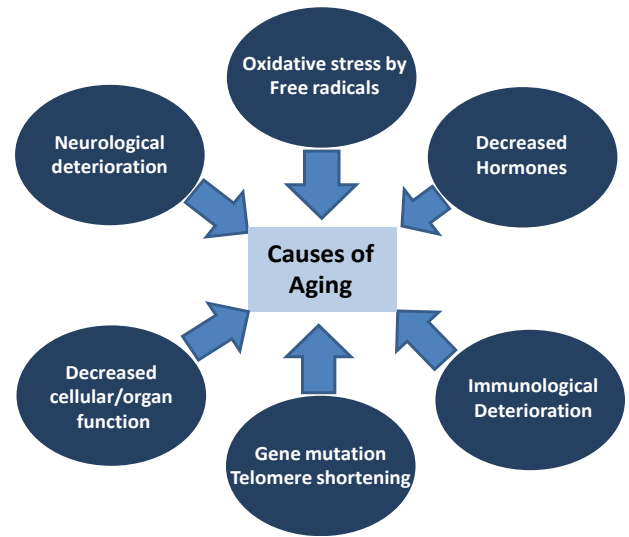 Oxidative stress by
Free radicals
Neurological
deterioration
Decreased
Hormones
Causes of
Aging
Decreased
cellular/organ
function
Immunological
Deterioration
Gene mutation
Telomere shortening